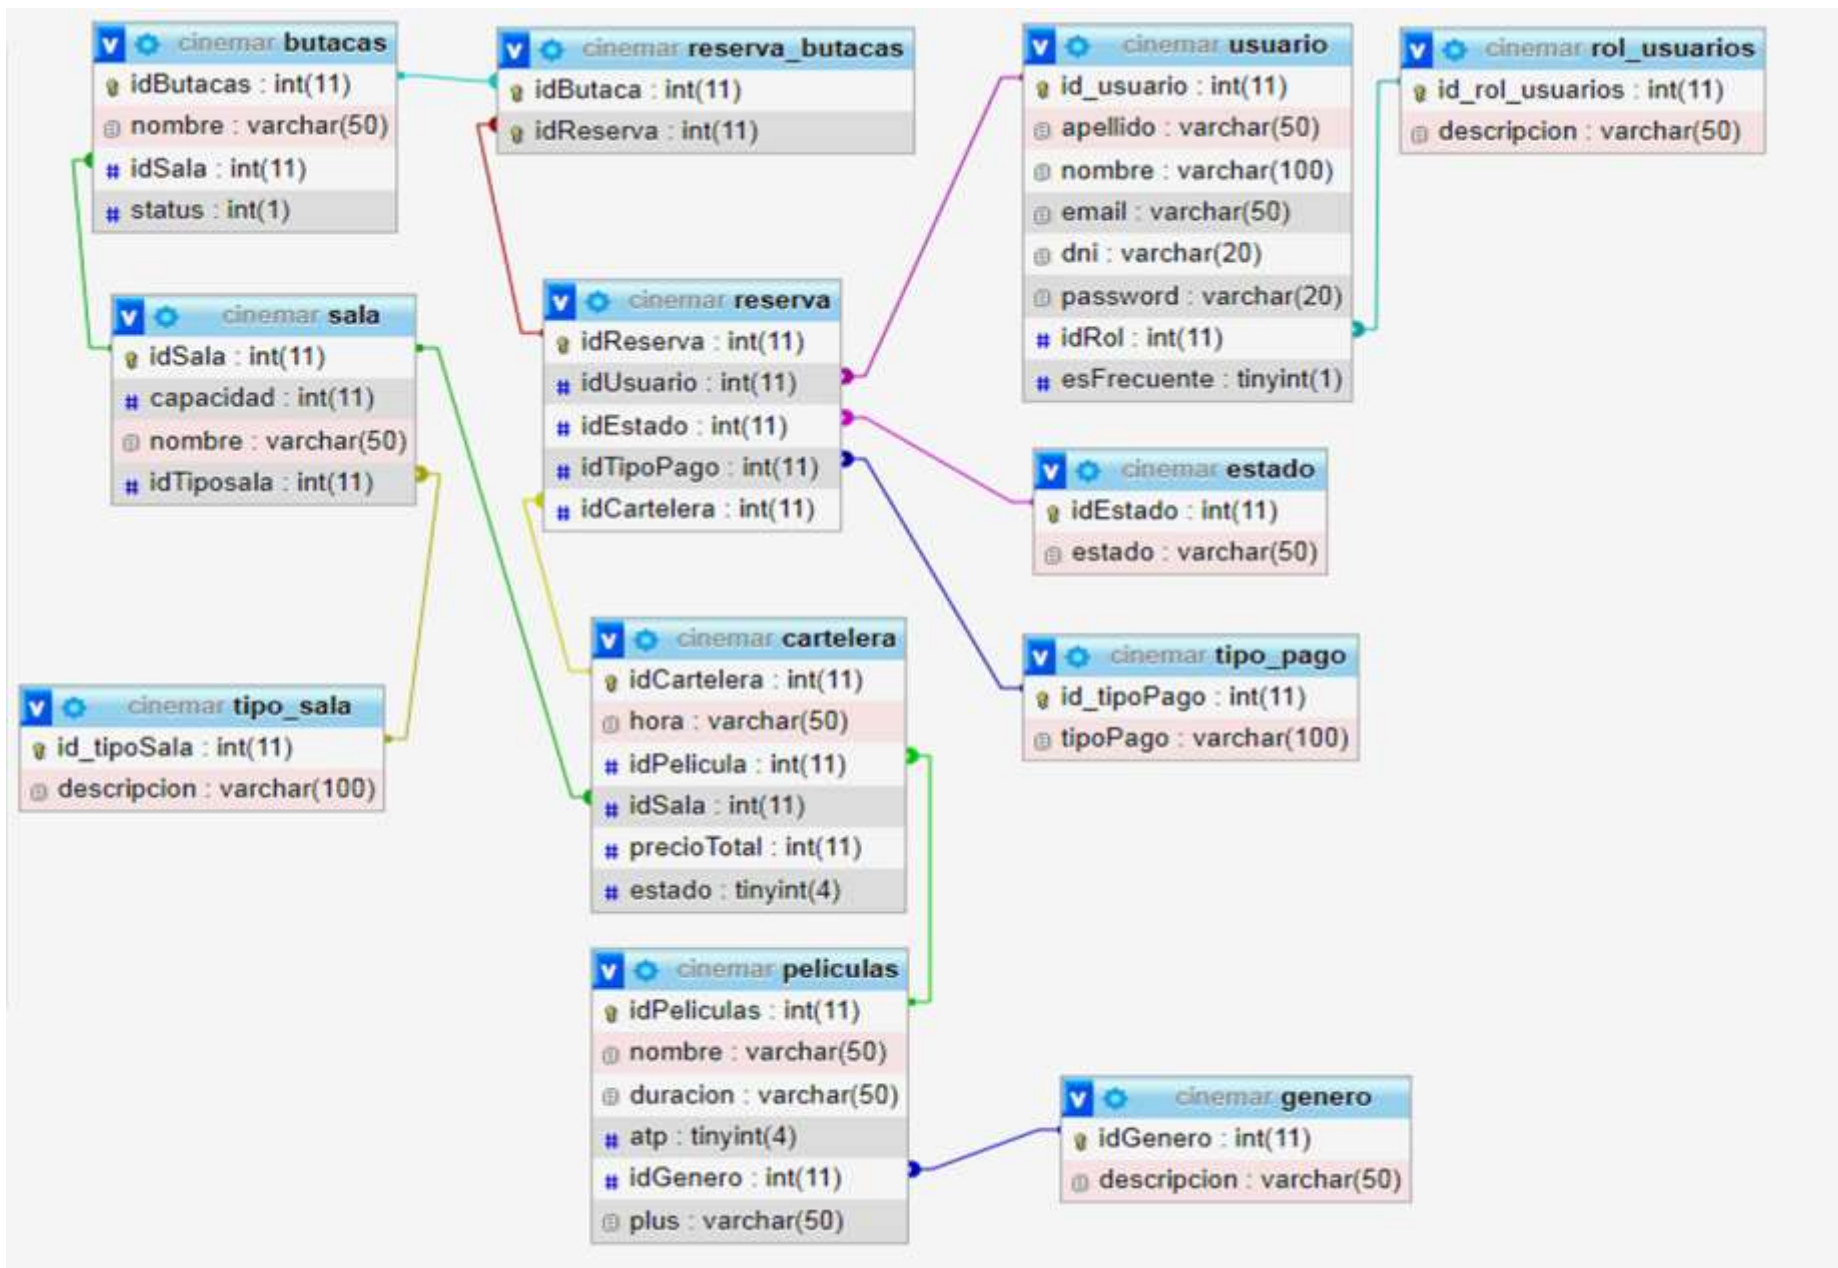 cinemar butacas
idButacas : int(11)
nombre : varchar(50)
idSala : int(11)
status : int(1)
cinemar reserva_butacas
idButaca : int(11)
idReserva : int(11)
cinemar usuario
id_usuario : int(11)
apellido : varchar(50)
nombre : varchar(100)
email : varchar(50)
dni : varchar(20)
password : varchar(20)
idRol : int(11)
esFrecuente : tinyint(1)
cinemar rol_usuarios
id_rol_usuarios : int(11)
descripcion : varchar(50)
cinemar sala
idSala : int(11)
capacidad : int(11)
nombre : varchar(50)
idTiposala : int(11)
cinemar reserva
idReserva : int(11)
idUsuario : int(11)
idEstado : int(11)
idTipoPago : int(11)
idCartelera : int(11)
cinemar estado
idEstado : int(11)
estado : varchar(50)
cinemar tipo_sala
id_tipoSala : int(11)
descripcion : varchar(100)
cinemar cartelera
idCartelera : int(11)
hora : varchar(50)
idPelicula : int(11)
idSala : int(11)
precioTotal : int(11)
estado : tinyint(4)
cinemar tipo_pago
id_tipoPago : int(11)
tipoPago : varchar(100)
cinemar peliculas
idPeliculas : int(11)
nombre : varchar(50)
duracion : varchar(50)
atp : tinyint(4)
idGenero : int(11)
plus : varchar(50)
cinemar genero
idGenero : int(11)
descripcion : varchar(50)